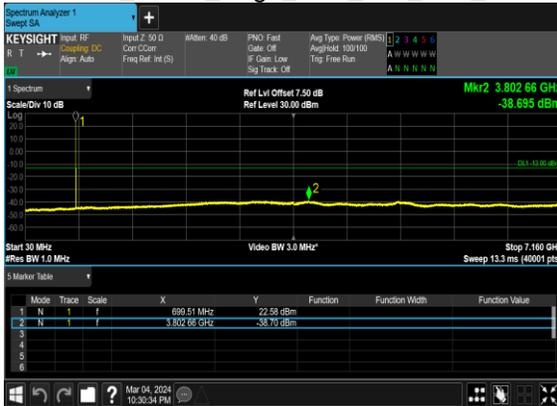 Spectrum Analyzer 1
Swept SA
+
KEYSIGHT Input: RF Input Z: 50 Ω #Atten: 40 dB PNO: Fast Avg Type: Power (RMS) 1 2 3 4 5 6
R T Coupling: DC Corr CCorr Gate: Off Avg|Hold: 100/100 A W W W W W
Align: Auto Freq Ref: Int (S) IF Gain: Low Trig: Free Run A N N N N N
Sig Track: Off
LXI
1 Spectrum Ref Lvl Offset 7.50 dB Mkr2 3.802 66 GHz
Scale/Div 10 dB Ref Level 30.00 dBm -38.695 dBm
Log
20.0
10.0
0.00
-10.0
-20.0
-30.0
-40.0
-50.0
-60.0
1
DL1 -13.00 dBm
2
Start 30 MHz Video BW 3.0 MHz* Stop 7.160 GHz
#Res BW 1.0 MHz Sweep 13.3 ms (40001 pts)
5 Marker Table
Mode Trace Scale X Y Function Function Width Function Value
1 N 1 f 699.51 MHz 22.58 dBm
2 N 1 f 3.802 66 GHz -38.70 dBm
3
4
5
6
? Mar 04, 2024
10:30:34 PM